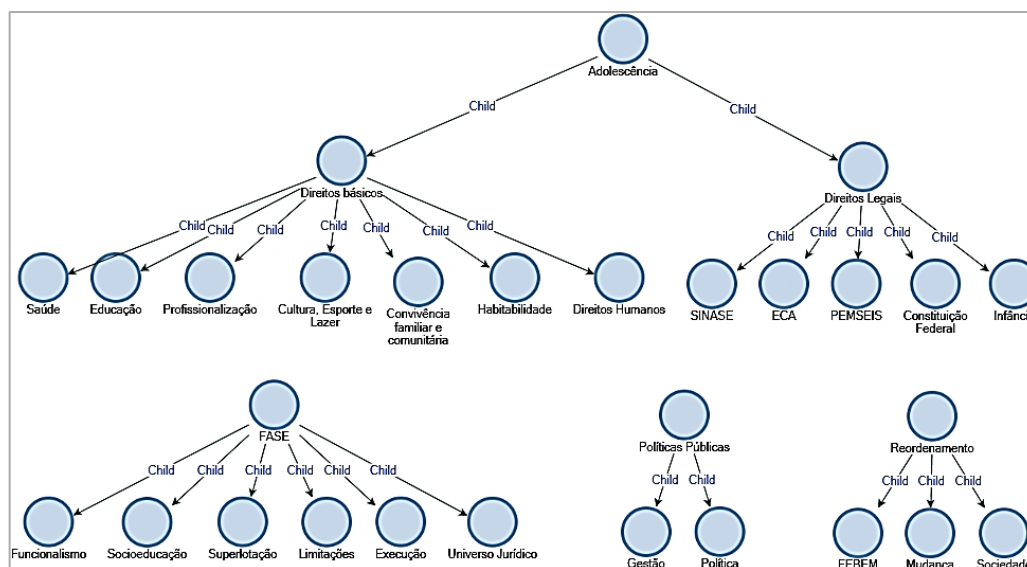 Adolescência
Child
Child
Direitos básicos
Direitos Legais
Child
Child
Child
Child
Child
Child
Child
Child
Child
Child
Child
Child
Saúde
Educação
Profissionalização
Cultura, Esporte e
Lazer
Convivência
familiar e
comunitária
Habitabilidade
Direitos Humanos
SINASE
ECA
PEMSEIS
Constituição
Federal
Infânci
FASE
Políticas Públicas
Reordenamento
Child
Child
Child
Child
Child
Child
Child
Child
Child
Child
Child
Funcionalismo
Socioeducação
Superlotação
Limitações
Execução
Universo Jurídico
Gestão
Política
FEBEM
Mudança
Sociedade